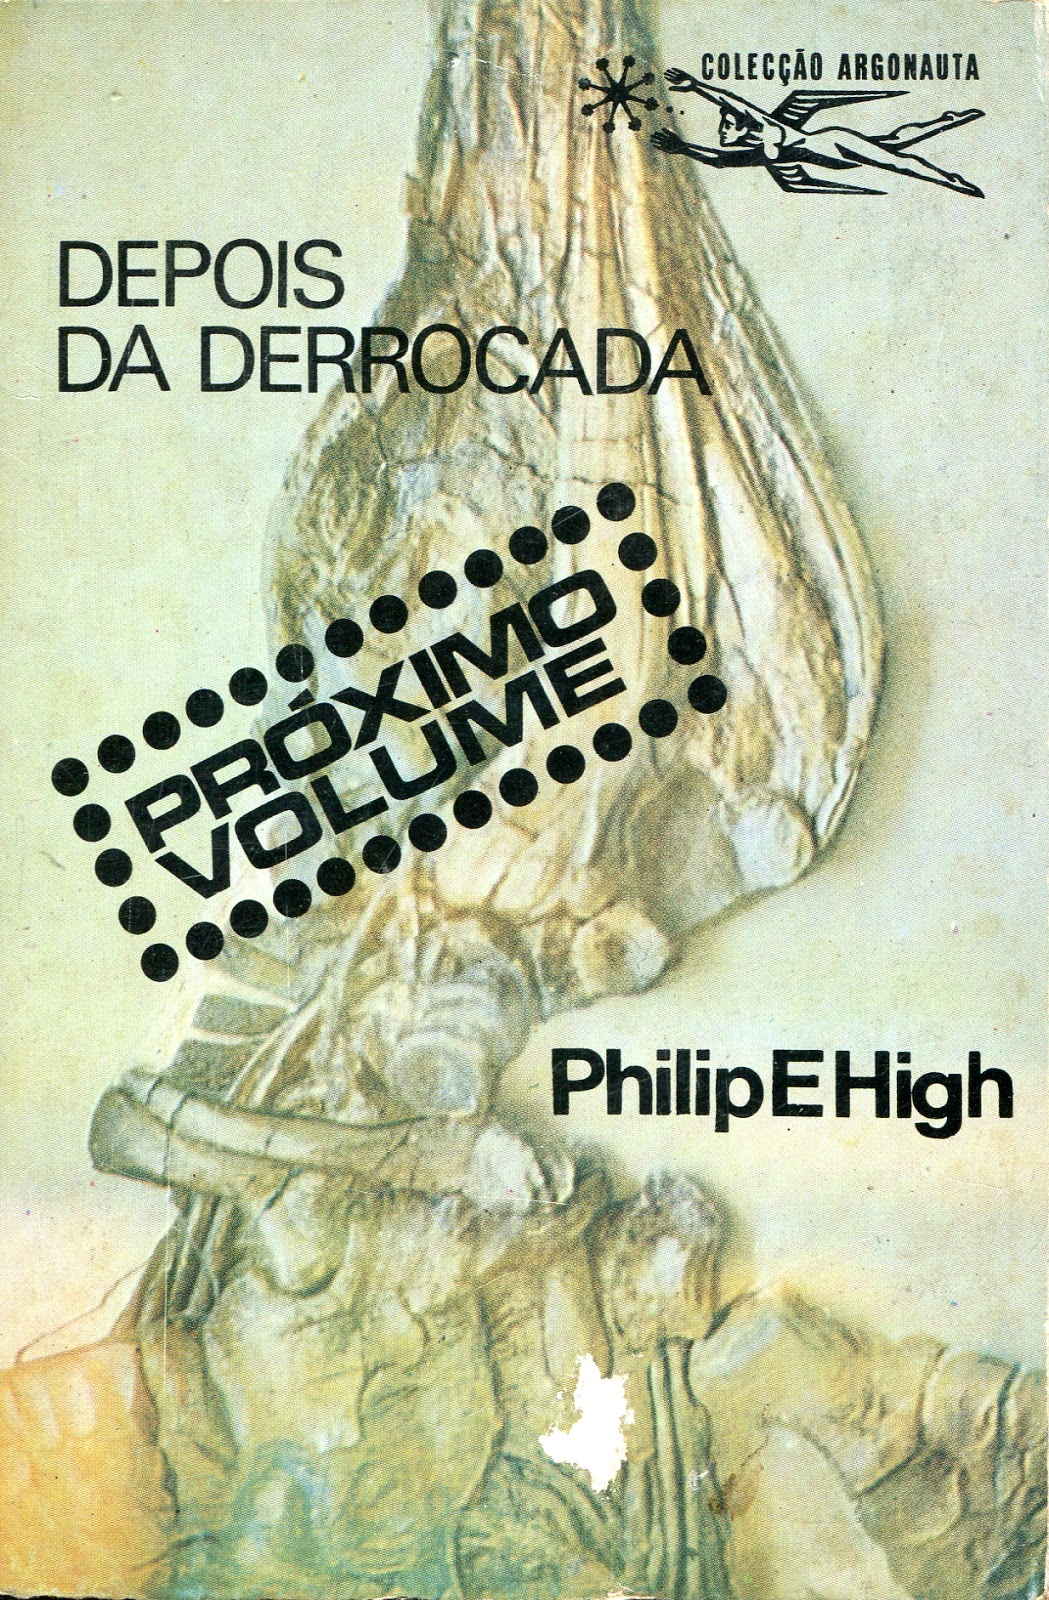 COLECÇÃO ARGONAUTA
DEPOIS
DA DERROCADA
PRÓXIMO
VOLUME
Philip E High